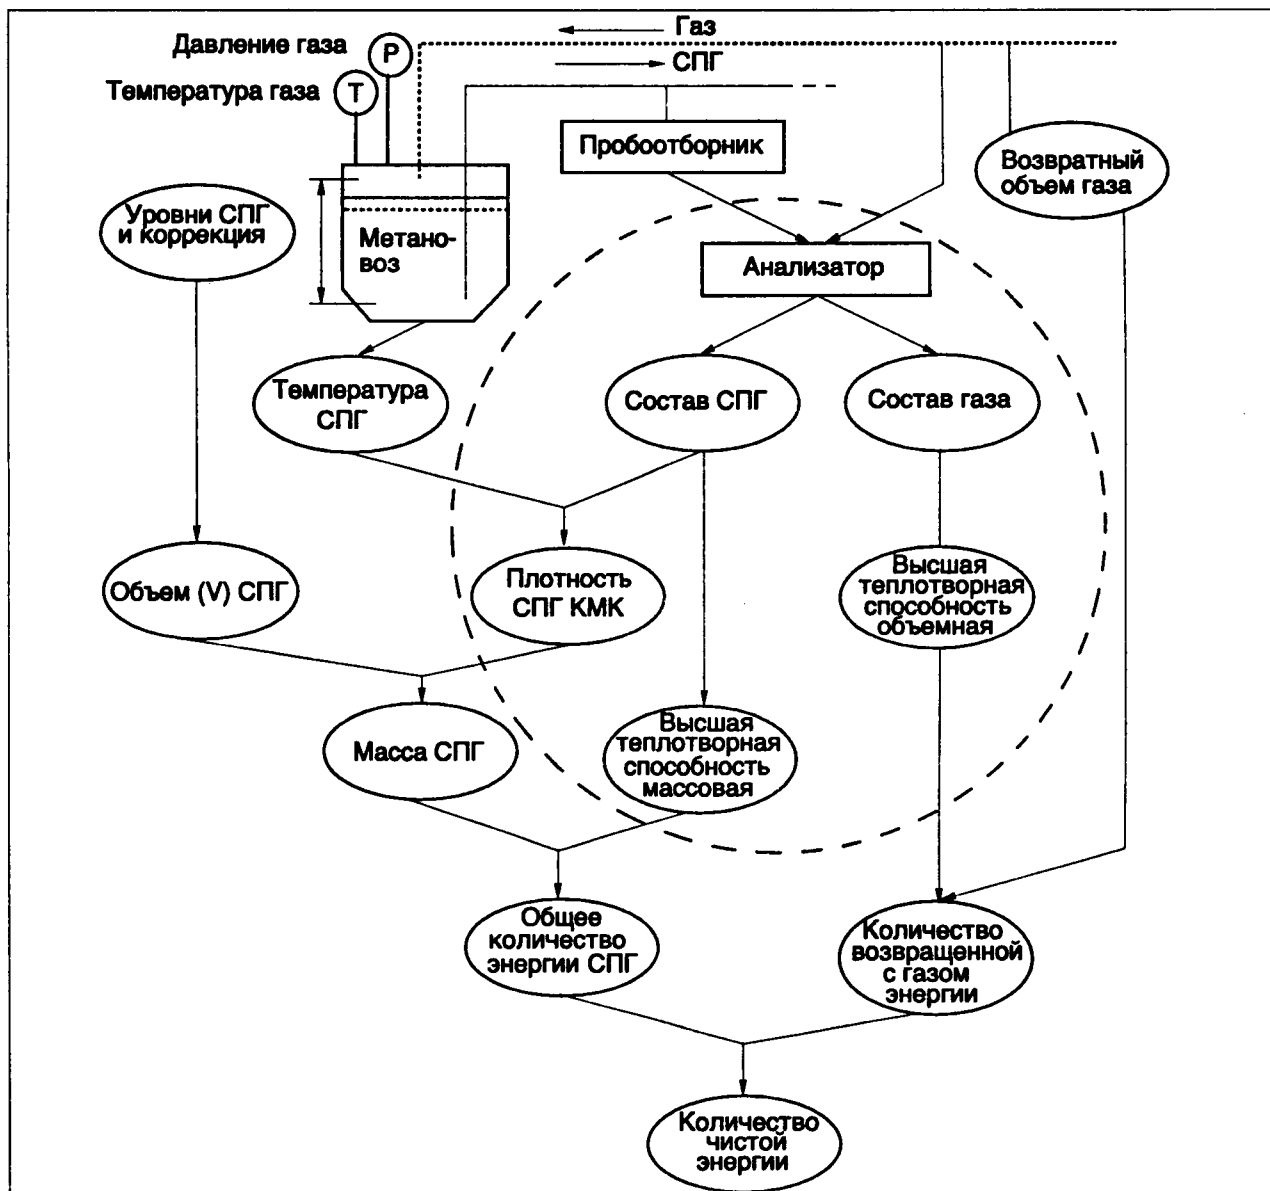 Газ
Давление газа
P
СПГ
Температура газа
T
Пробоотборник
Возвратный
объем газа
Уровни СПГ
и коррекция
Метано-
воз
Анализатор
Температура
СПГ
Состав СПГ
Состав газа
Объем (V) СПГ
Плотность
СПГ КМК
Высшая
теплотворная
способность
объемная
Масса СПГ
Высшая
теплотворная
способность
массовая
Общее
количество
энергии СПГ
Количество
возвращенной
с газом
энергии
Количество
чистой
энергии